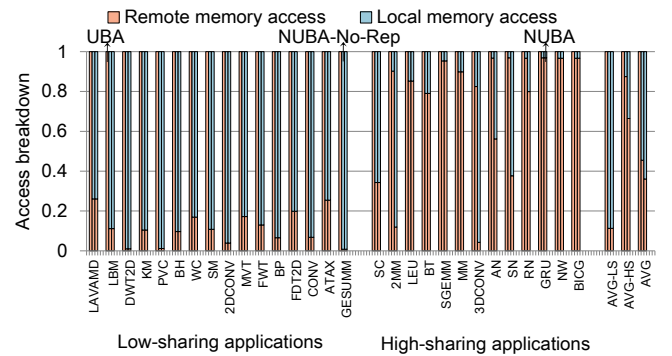 Remote memory access Local memory access
UBA NUBA-No-Rep NUBA
Access breakdown
1
0.8
0.6
0.4
0.2
0
LAVAMD
LBM
DWT2D
KM
PVC
BH
WC
SM
2DCONV
MVT
FWT
BP
FDT2D
CONV
ATAX
GESUMM
SC
2MM
LEU
BT
SGEMM
MM
3DCONV
AN
SN
RN
GRU
NW
BICG
AVG-LS
AVG-HS
AVG
Low-sharing applications High-sharing applications